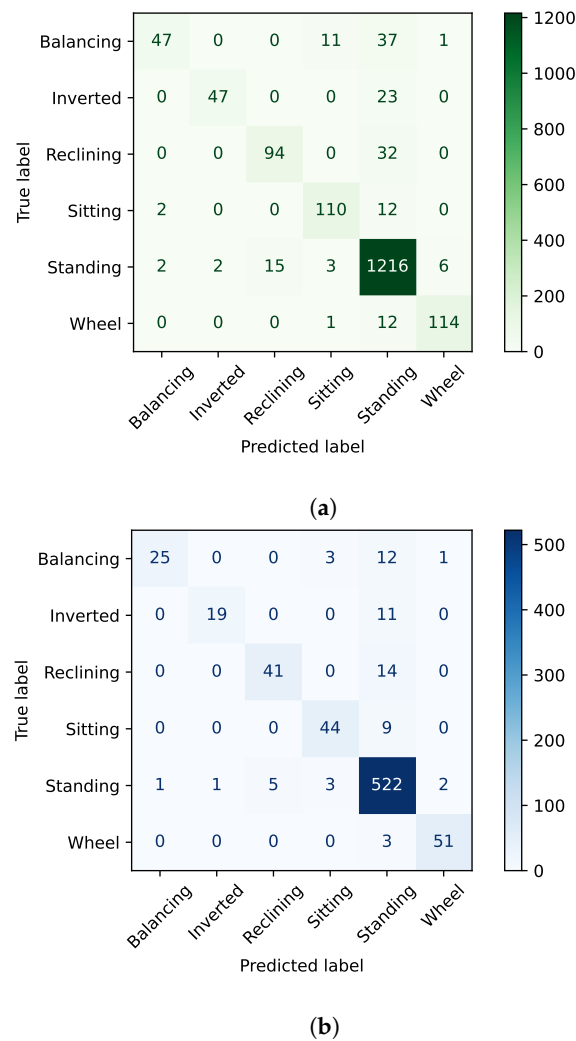 Balancing 47 0 0 11 37 1
Inverted 0 47 0 0 23 0
Reclining 0 0 94 0 32 0
Sitting 2 0 0 110 12 0
Standing 2 2 15 3 1216 6
Wheel 0 0 0 1 12 114
True label
Balancing Inverted Reclining Sitting Standing Wheel
Predicted label
1200
1000
800
600
400
200
0
(a)
Balancing 25 0 0 3 12 1
Inverted 0 19 0 0 11 0
Reclining 0 0 41 0 14 0
Sitting 0 0 0 44 9 0
Standing 1 1 5 3 522 2
Wheel 0 0 0 0 3 51
True label
Balancing Inverted Reclining Sitting Standing Wheel
Predicted label
500
400
300
200
100
0
(b)